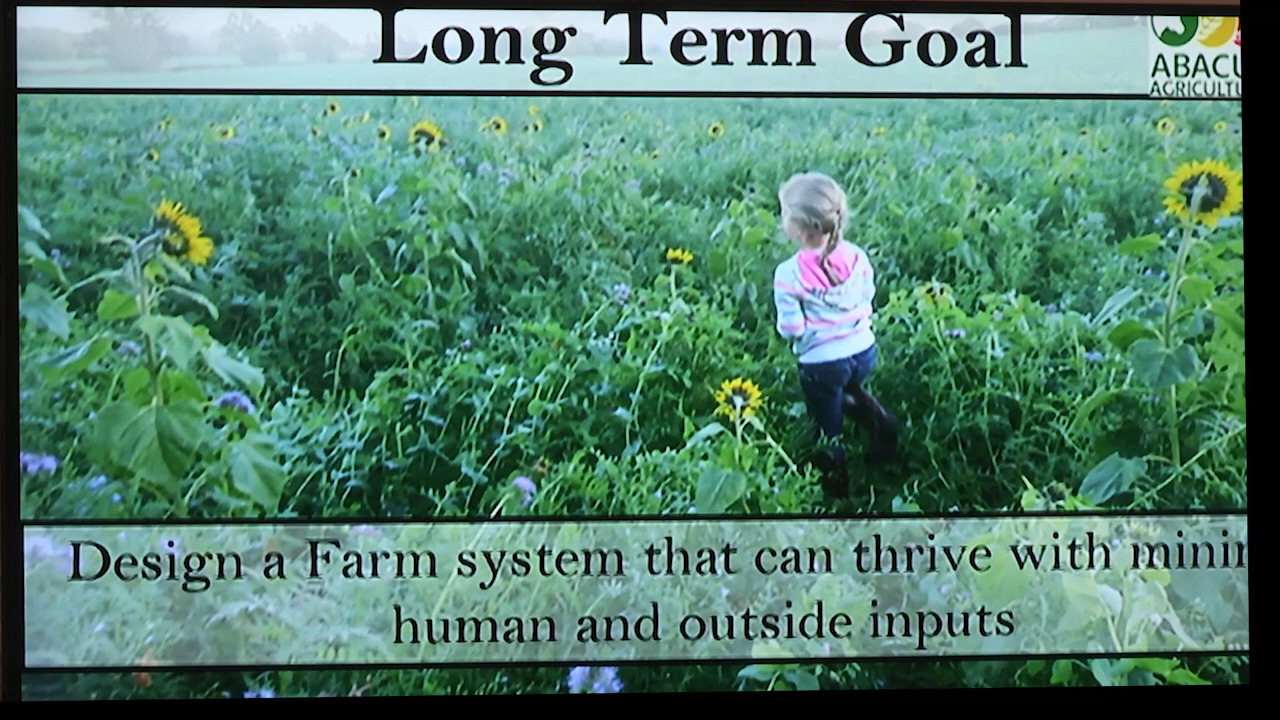 Long Term Goal
ABACU
AGRICULTU
Design a Farm system that can thrive with
human and outside inputs